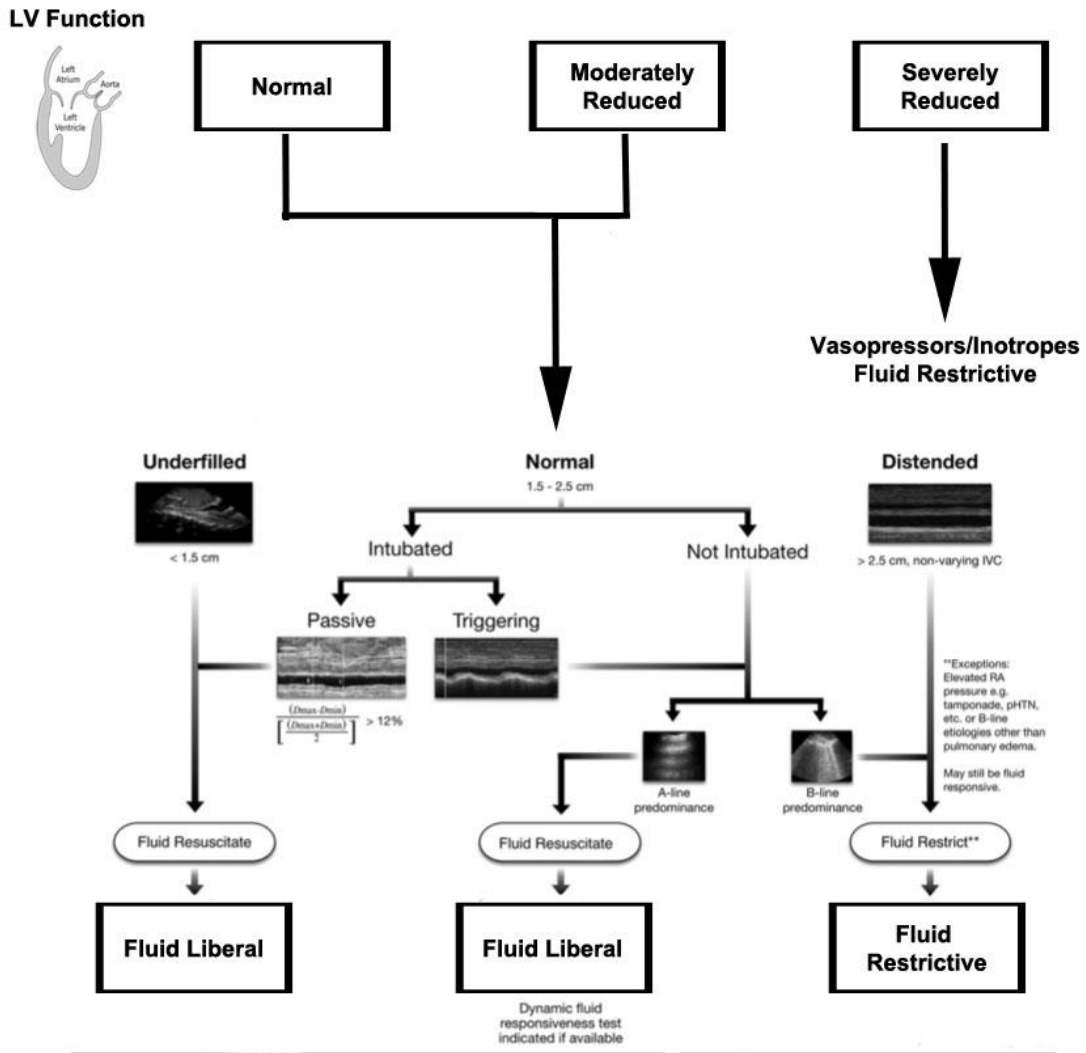 LV Function
Left
Atrium
Aorta
Left
Ventricle
Normal
Moderately
Reduced
Severely
Reduced
Vasopressors/Inotropes
Fluid Restrictive
Underfilled
< 1.5 cm
Normal
1.5 - 2.5 cm
Distended
> 2.5 cm, non-varying IVC
Intubated
Not Intubated
Passive
Triggering
(Dmax-Dmin)
[(Dmax+Dmin)
2] > 12%
**Exceptions:
Elevated RA
pressure e.g.
tamponade, pHTN,
etc. or B-line
etiologies other than
pulmonary edema.
May still be fluid
responsive.
A-line
predominance
B-line
predominance
Fluid Resuscitate
Fluid Resuscitate
Fluid Restrict**
Fluid Liberal
Fluid Liberal
Fluid
Restrictive
Dynamic fluid
responsiveness test
indicated if available